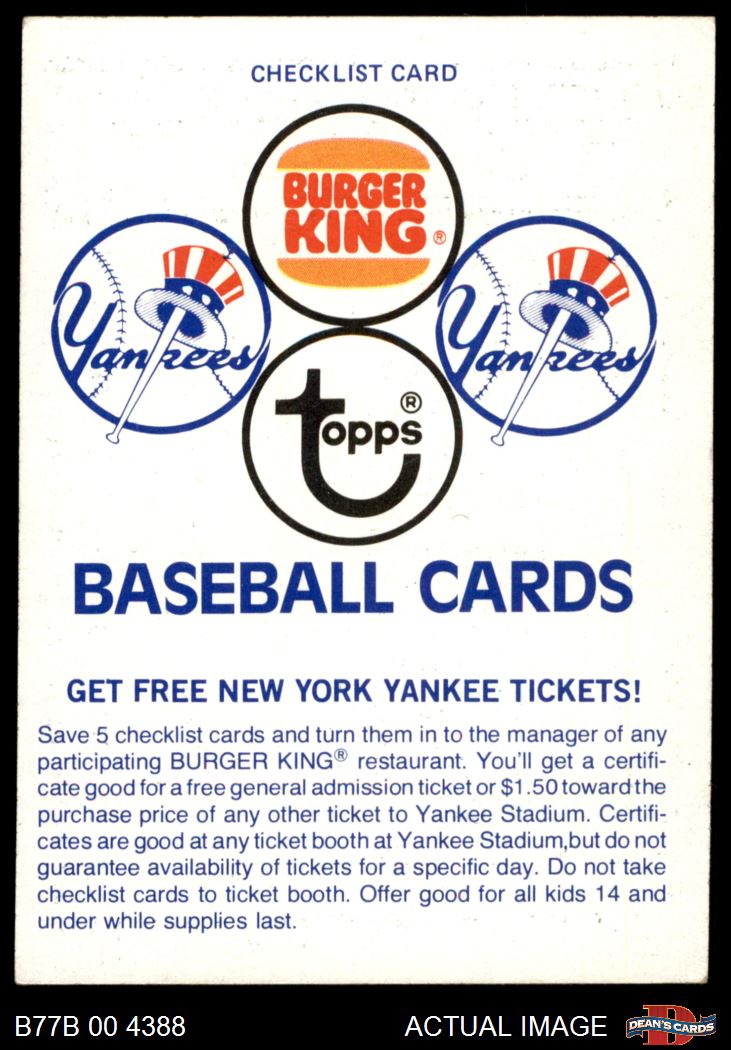 CHECKLIST CARD
BURGER
KING®
Yankees
Yankees
topps®
BASEBALL CARDS
GET FREE NEW YORK YANKEE TICKETS!
Save 5 checklist cards and turn them in to the manager of any
participating BURGER KING® restaurant. You'll get a certifi-
cate good for a free general admission ticket or $1.50 toward the
purchase price of any other ticket to Yankee Stadium. Certifi-
cates are good at any ticket booth at Yankee Stadium,but do not
guarantee availability of tickets for a specific day. Do not take
checklist cards to ticket booth. Offer good for all kids 14 and
under while supplies last.
B77B 00 4388
ACTUAL IMAGE
D
DEAN'S CARDS